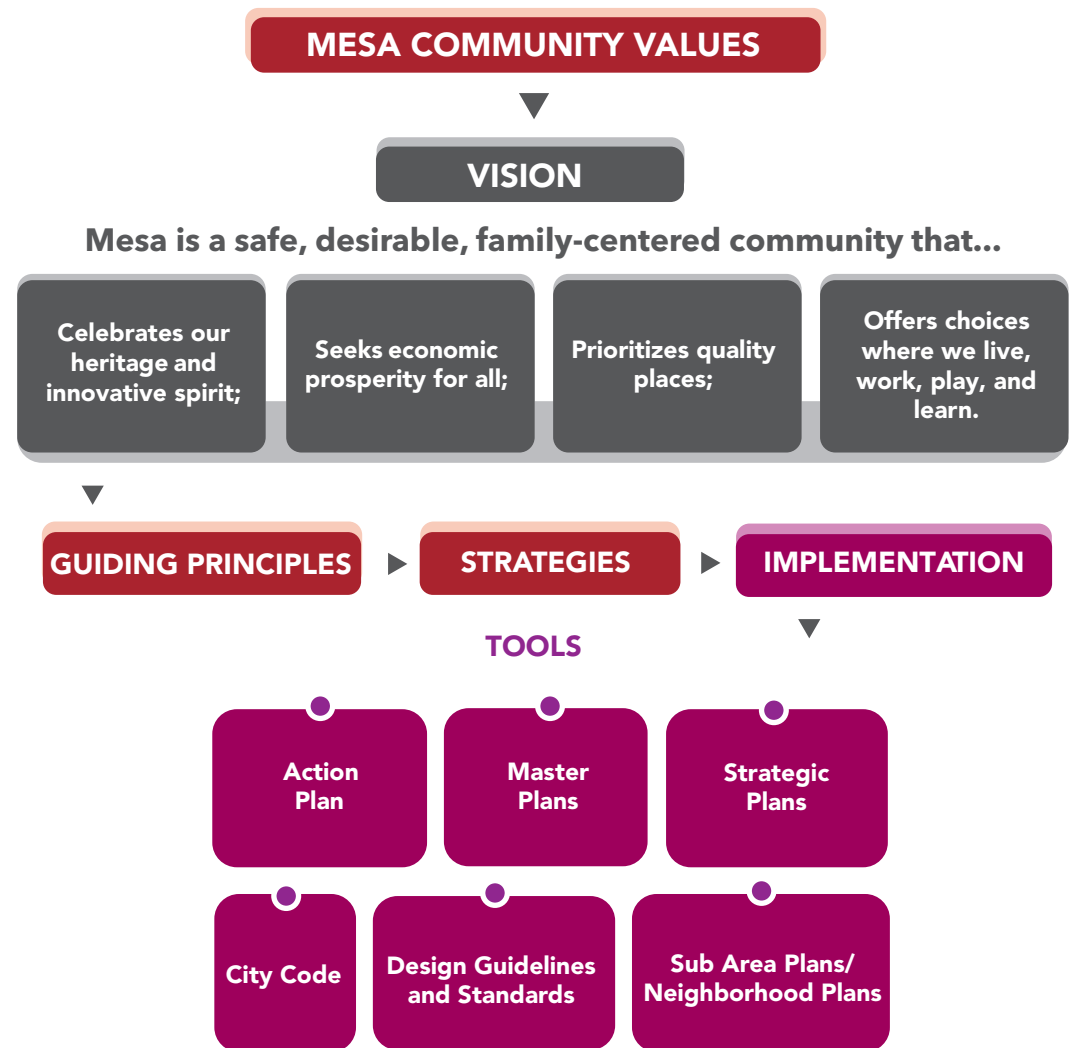 MESA COMMUNITY VALUES
VISION
Mesa is a safe, desirable, family-centered community that...
Celebrates our
heritage and
innovative spirit;
Seeks economic
prosperity for all;
Prioritizes quality
places;
Offers choices
where we live,
work, play, and
learn.
GUIDING PRINCIPLES
STRATEGIES
IMPLEMENTATION
TOOLS
Action
Plan
Master
Plans
Strategic
Plans
City Code
Design Guidelines
and Standards
Sub Area Plans/
Neighborhood Plans